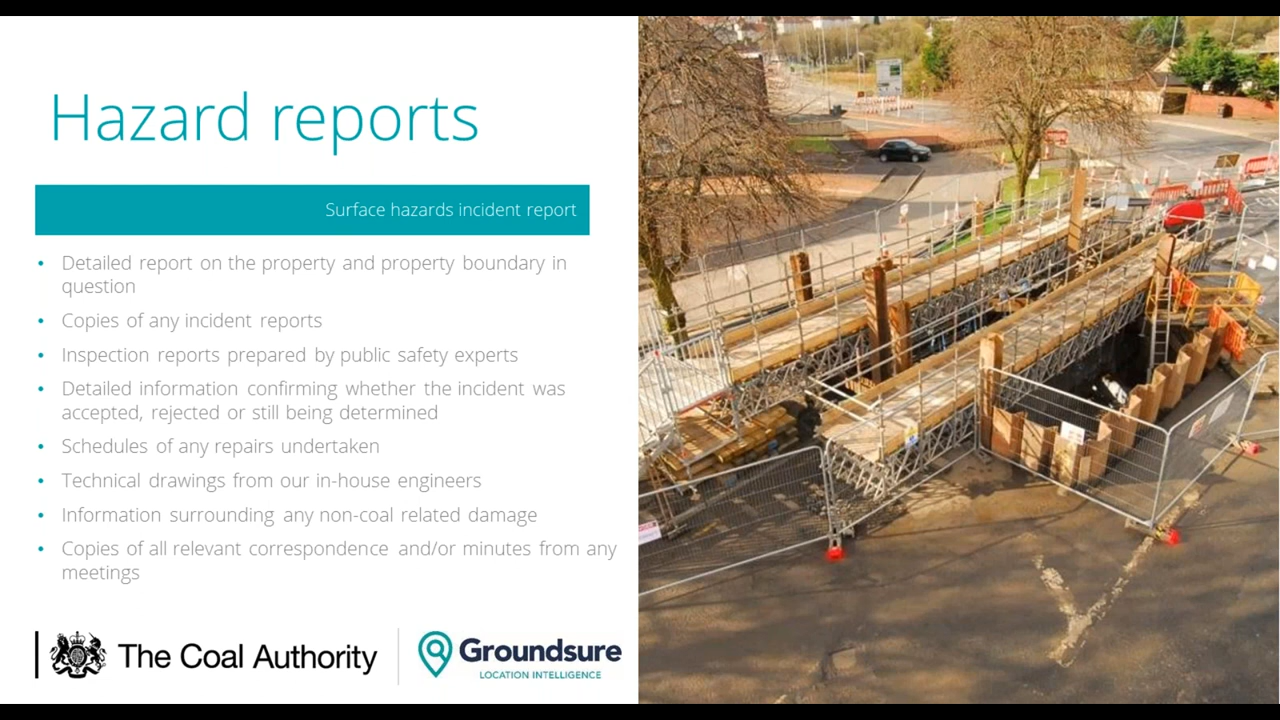 Hazard reports
Surface hazards incident report
• Detailed report on the property and property boundary in
question
• Copies of any incident reports
• Inspection reports prepared by public safety experts
• Detailed information confirming whether the incident was
accepted, rejected or still being determined
• Schedules of any repairs undertaken
• Technical drawings from our in-house engineers
• Information surrounding any non-coal related damage
• Copies of all relevant correspondence and/or minutes from any
meetings
The Coal Authority
Groundsure
LOCATION INTELLIGENCE